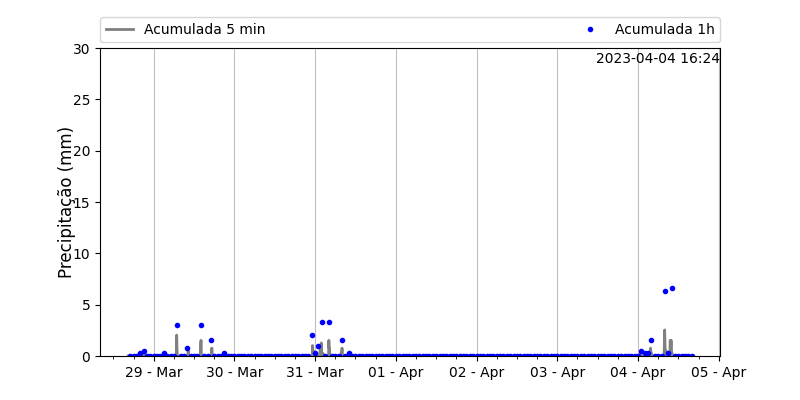 Acumulada 5 min
Acumulada 1h
2023-04-04 16:24
Precipitação (mm)
30
25
20
15
10
5
0
29 - Mar
30 - Mar
31 - Mar
01 - Apr
02 - Apr
03 - Apr
04 - Apr
05 - Apr